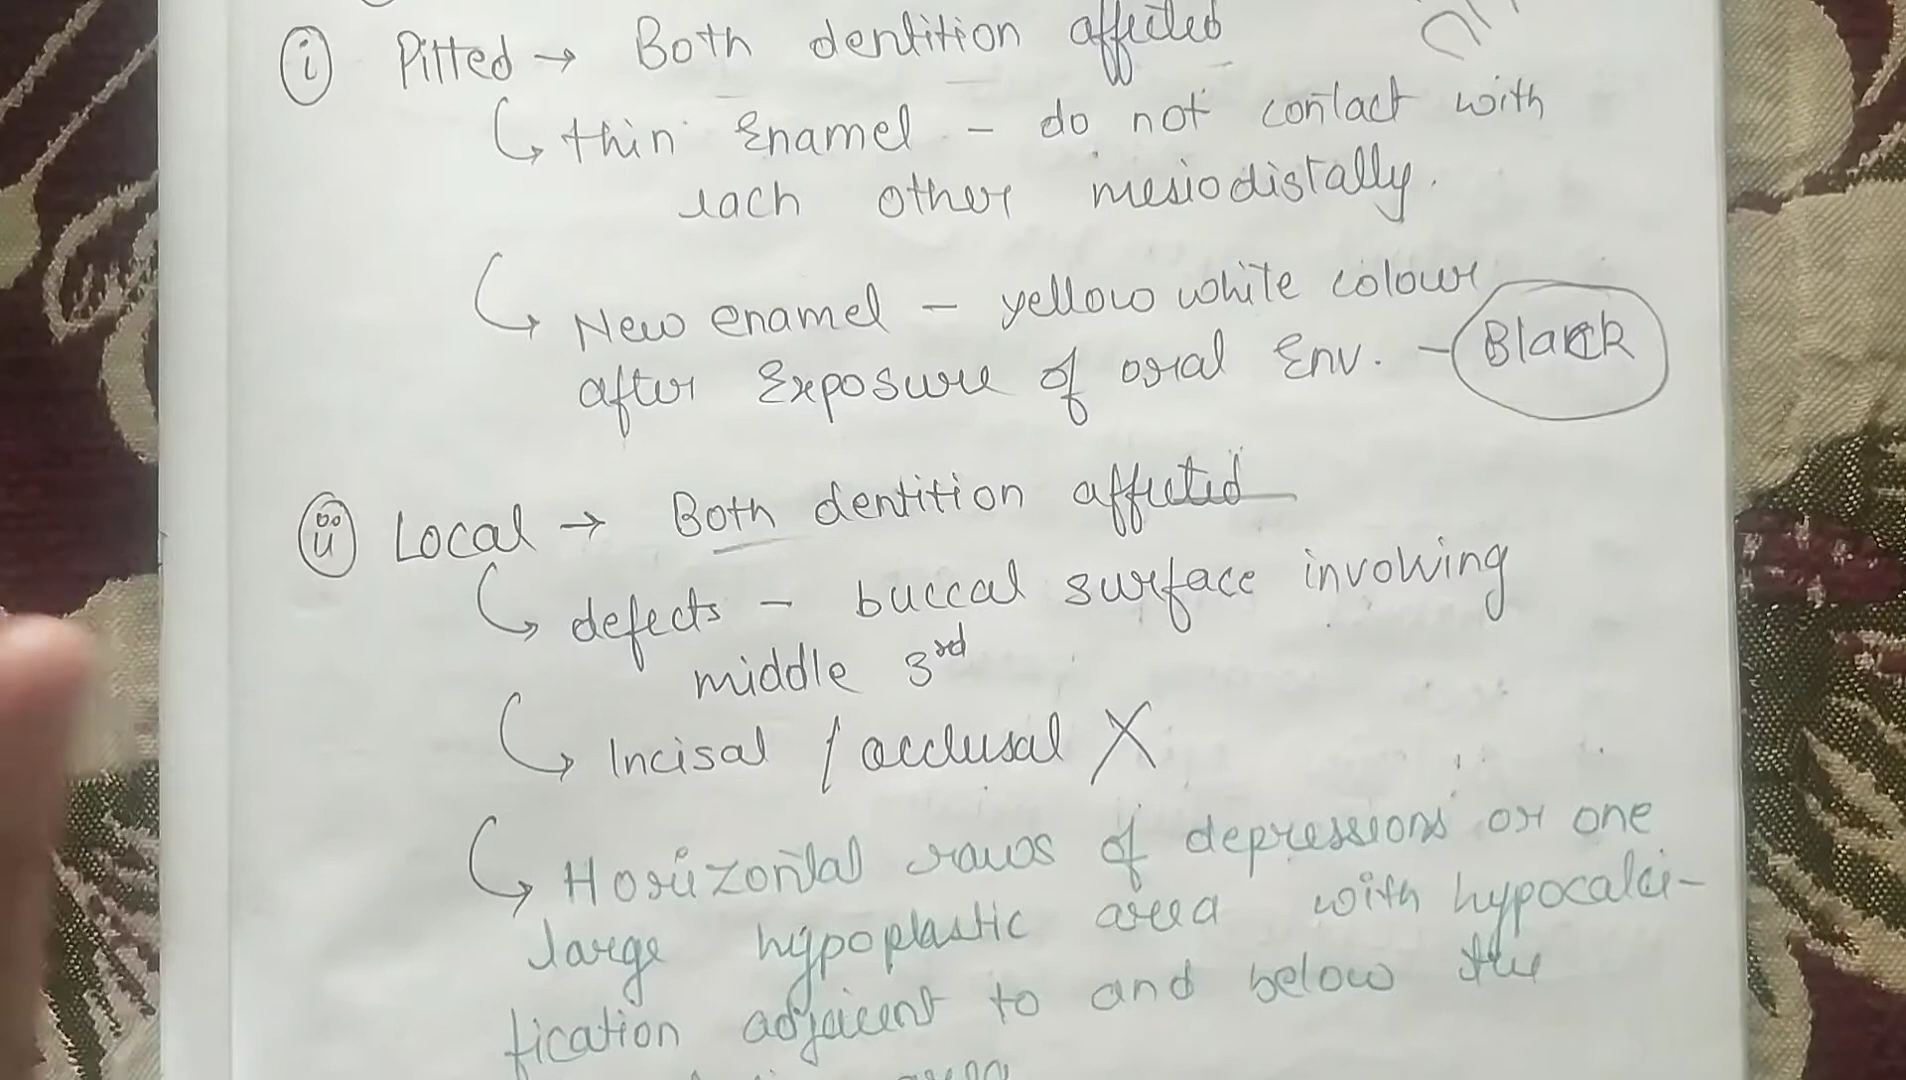 (i) Pitted → Both dentition affected
↳ thin Enamel - do not contact with
each other mesiodistally.
↳ New enamel - yellow white colour
after Exposure of oral Env. - Black
(ii) Local → Both dentition affected
↳ defects - buccal surface involving
middle 3rd
↳ Incisal / occlusal X
↳ Horizontal rows of depressions or one
large hypoplastic area with hypocalci-
fication adjacent to and below the
area